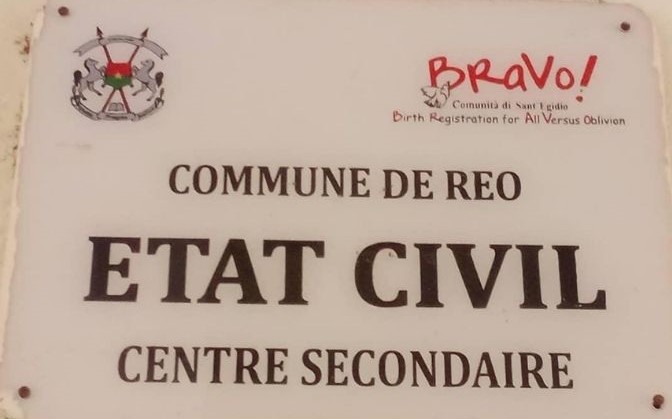 BRaVo!
Comunità di Sant'Egidio
Birth Registration for All Versus Oblivion
COMMUNE DE REO
ETAT CIVIL
CENTRE SECONDAIRE